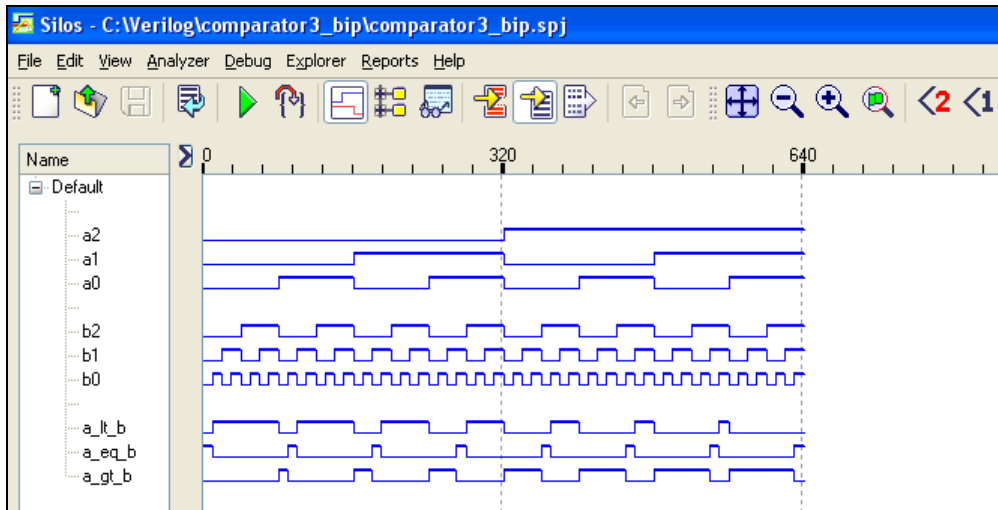 Silos - C:\Verilog\comparator3_bip\comparator3_bip.spj
File Edit View Analyzer Debug Explorer Reports Help
2 1
Name 0 320 640
Default
a2
a1
a0
b2
b1
b0
a_lt_b
a_eq_b
a_gt_b